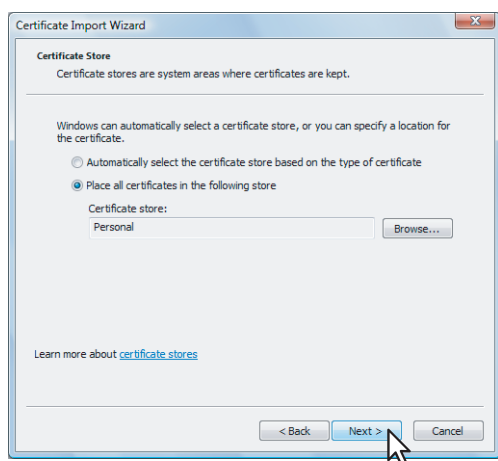 Certificate Import Wizard
Certificate Store
Certificate stores are system areas where certificates are kept.
Windows can automatically select a certificate store, or you can specify a location for
the certificate.
Automatically select the certificate store based on the type of certificate
Place all certificates in the following store
Certificate store:
Personal
Browse...
Learn more about certificate stores
< Back
Next >
Cancel